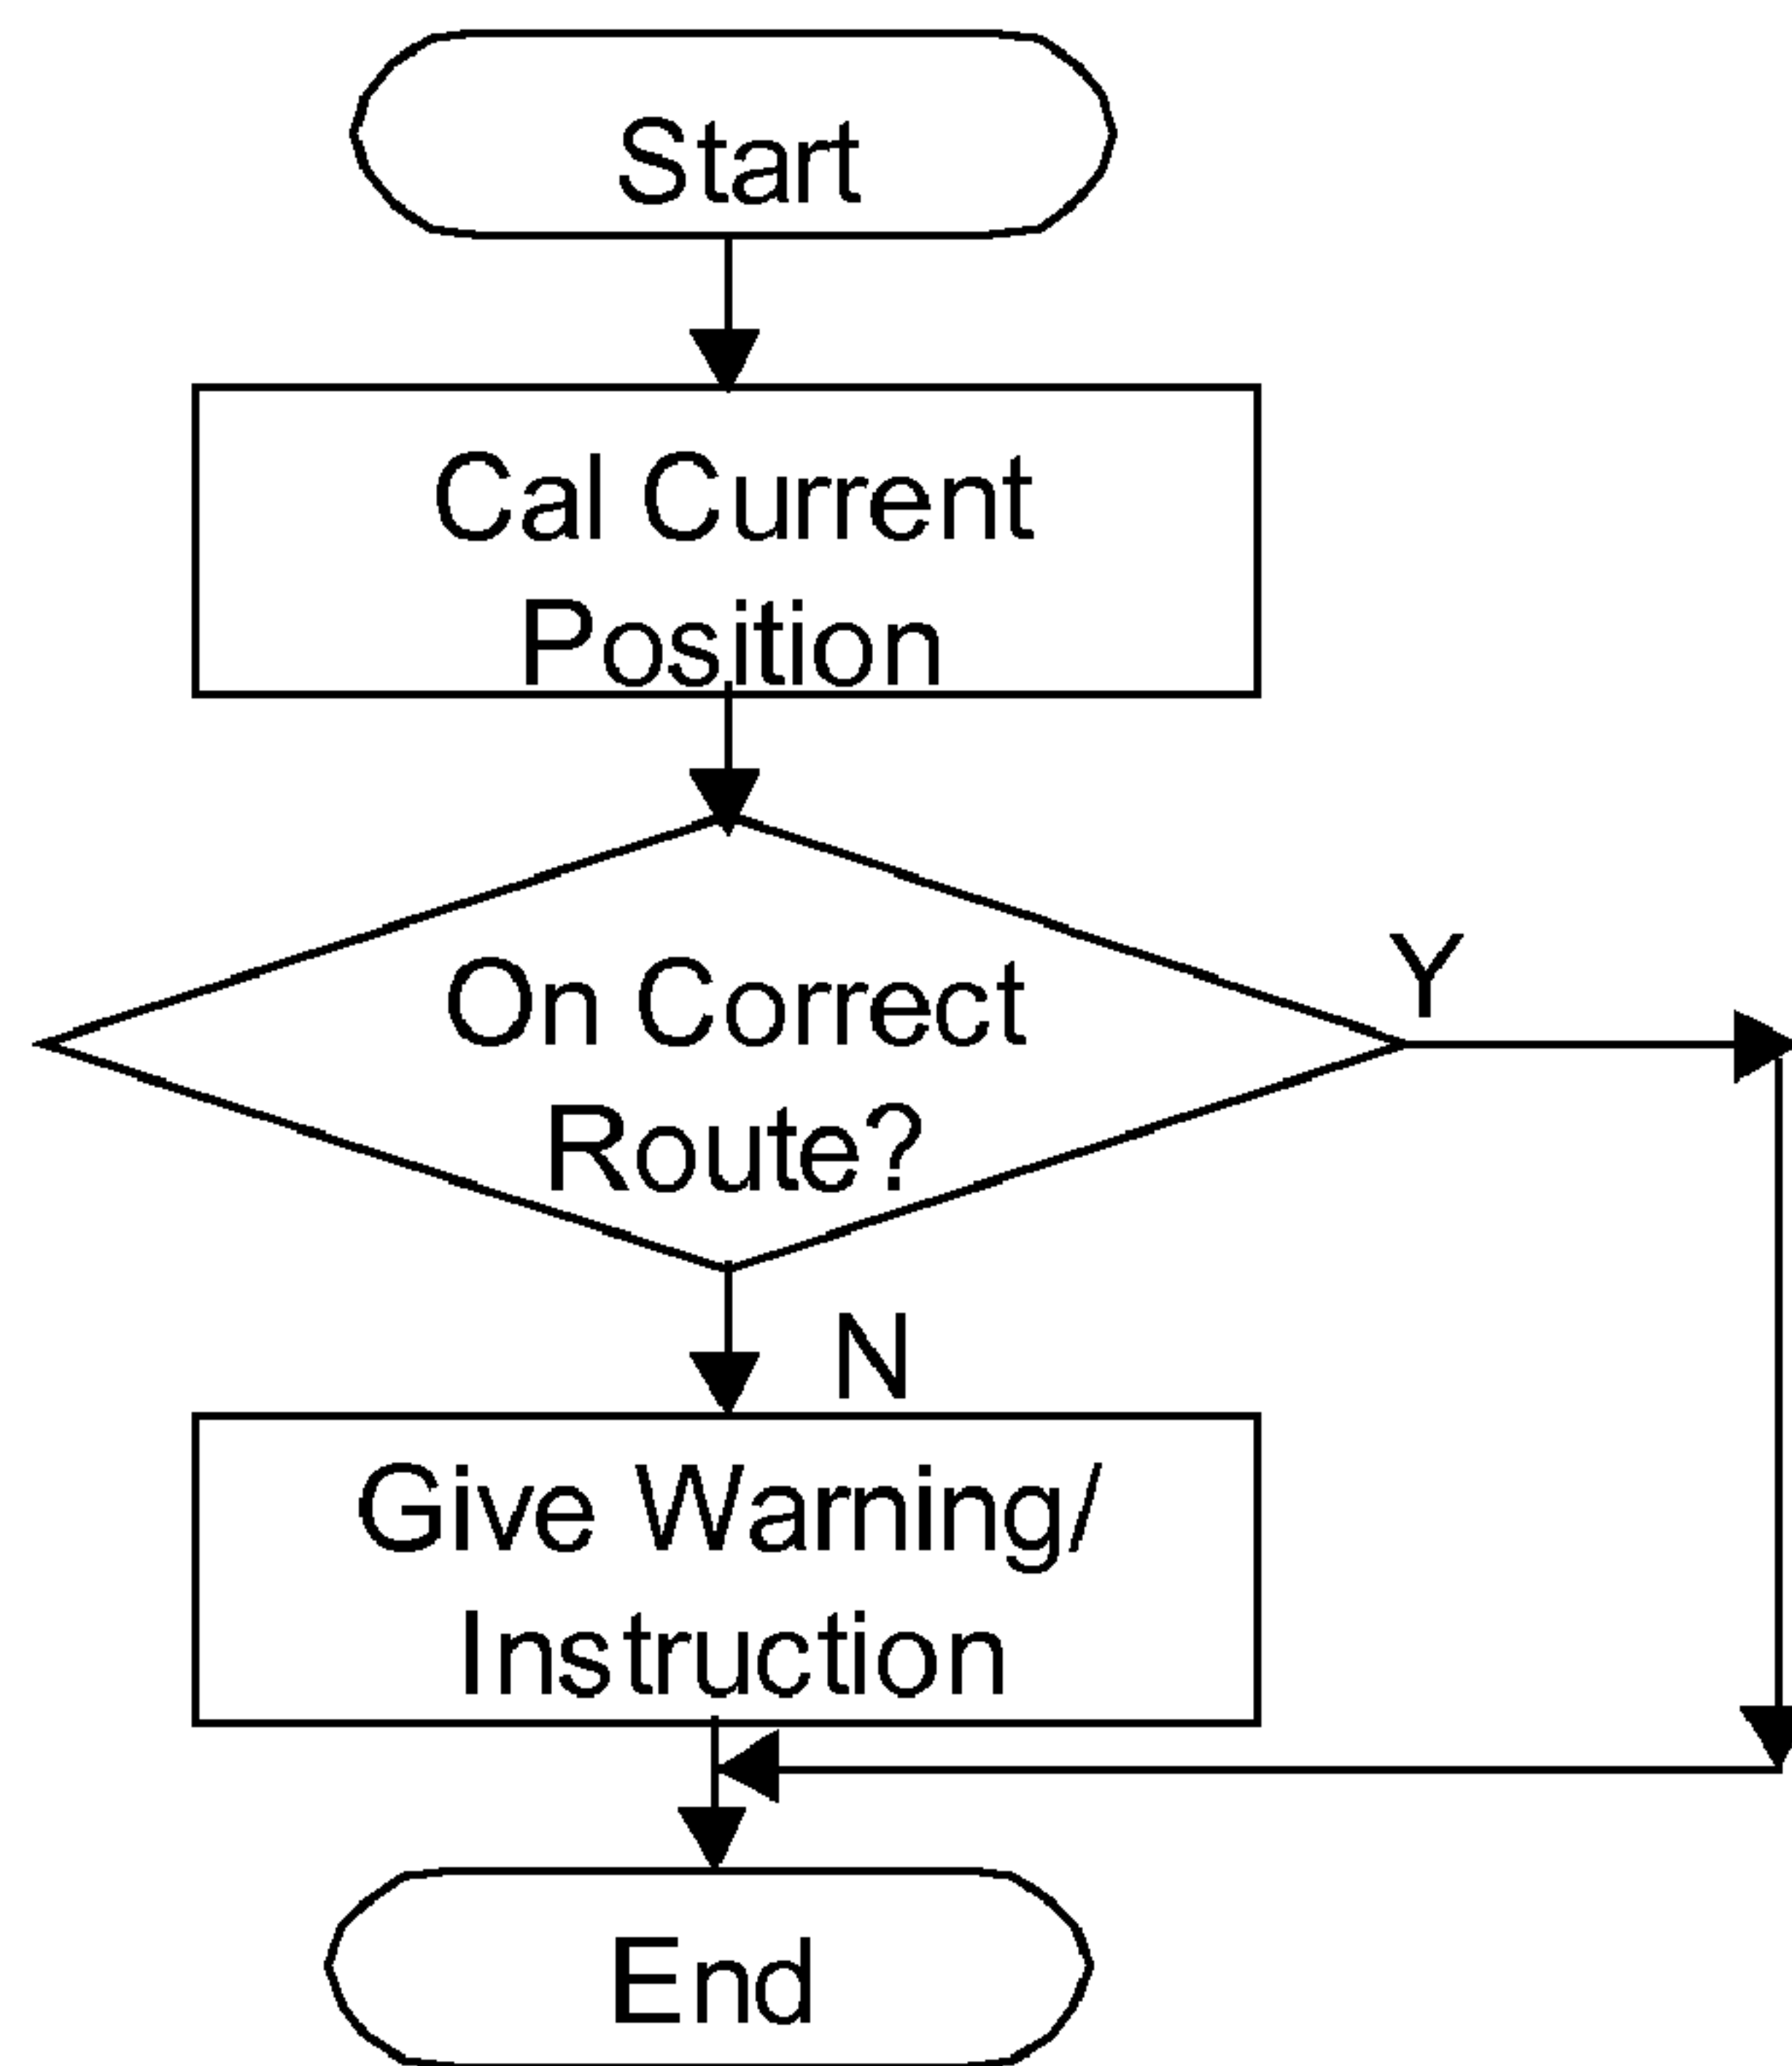 Start
Cal Current
Position
On Correct
Route?
Y
N
Give Warning/
Instruction
End